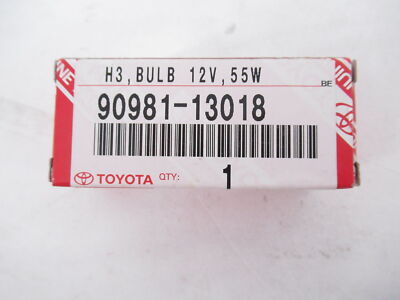 H3,BULB 12V,55W
BE
90981-13018
TOYOTA QTY: 1